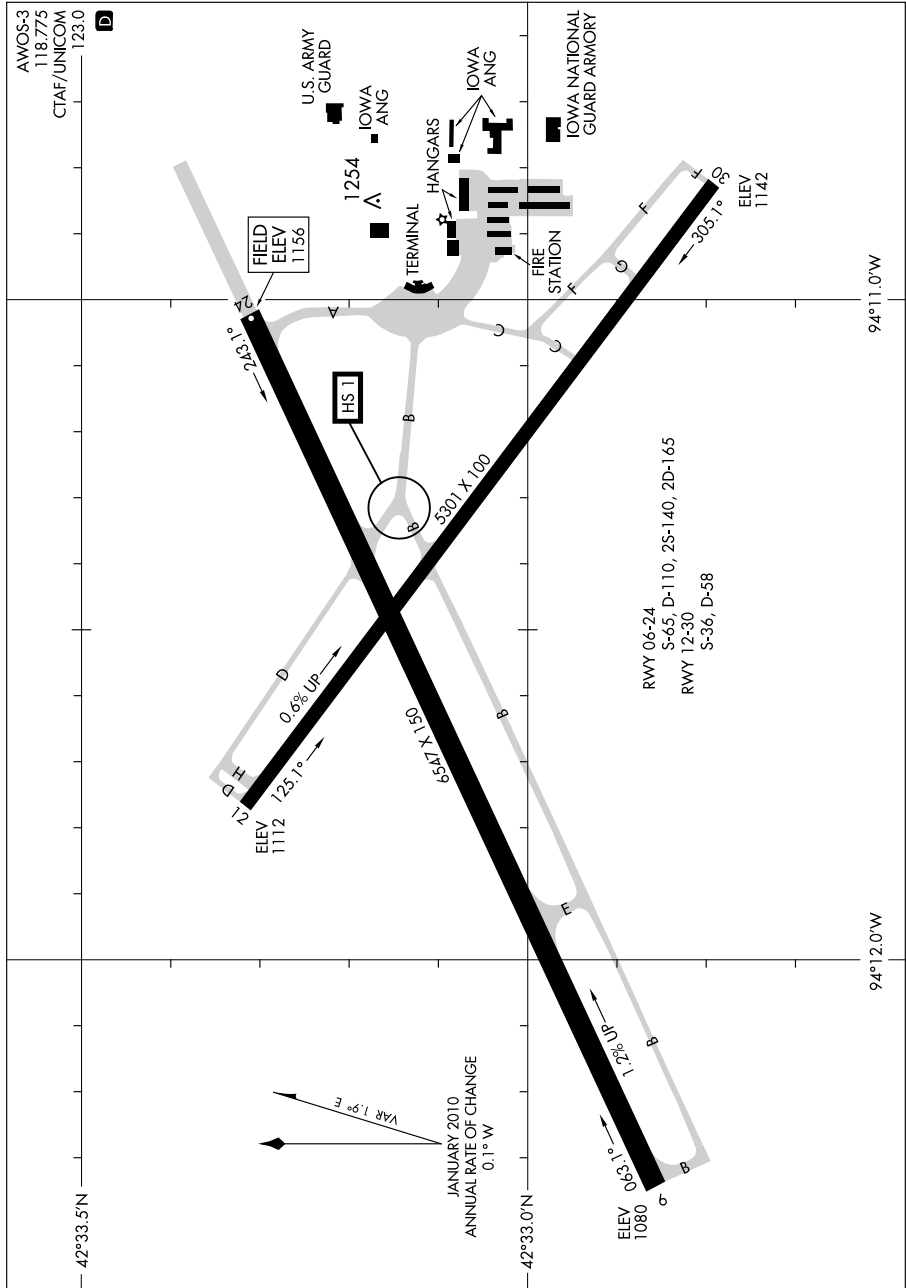 AWOS-3
118.775
CTAF/UNICOM
123.0
D
U.S. ARMY
GUARD
IOWA
ANG
1254
IOWA
ANG
HANGARS
IOWA NATIONAL
GUARD ARMORY
TERMINAL
FIRE
STATION
FIELD
ELEV
1156
24
243.1°
A
HS 1
B
B
C
C
F
F
F
G
30
305.1°
ELEV
1142
94°11.0'W
5301 X 100
D
D
H
0.6% UP
125.1°
12
ELEV
1112
6547 X 150
B
E
B
B
1.2% UP
063.1°
6
ELEV
1080
RWY 06-24
S-65, D-110, 2S-140, 2D-165
RWY 12-30
S-36, D-58
94°12.0'W
VAR 1.9° E
JANUARY 2010
ANNUAL RATE OF CHANGE
0.1° W
42°33.5'N
42°33.0'N